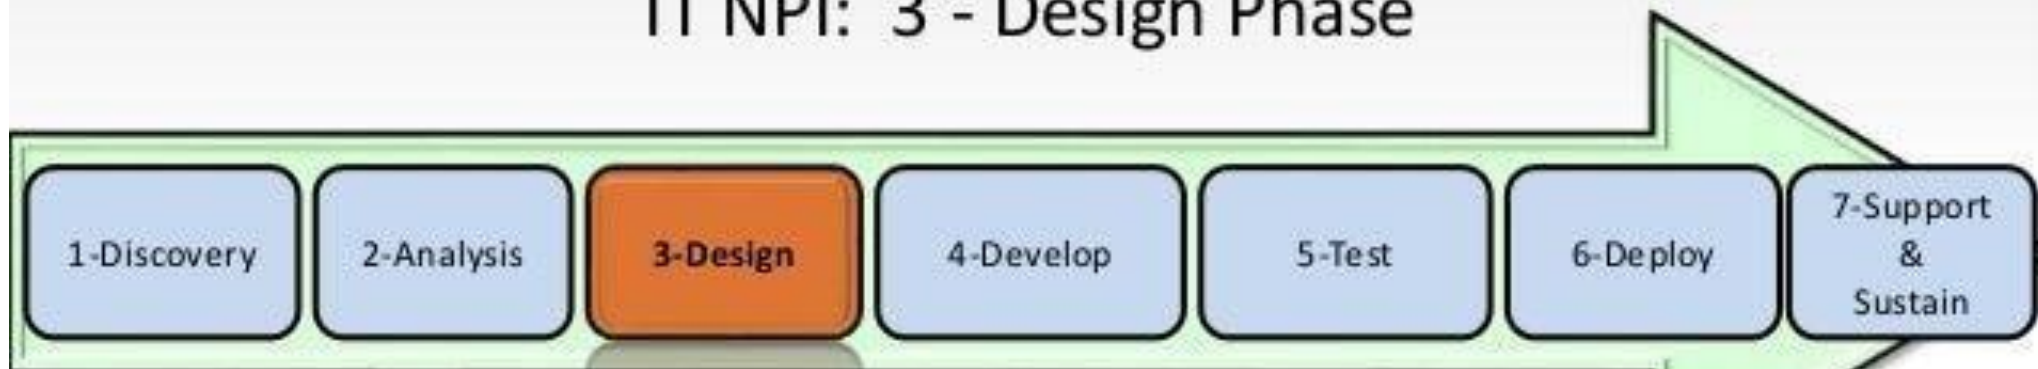 IT NPI: 3 - Design Phase
1-Discovery
2-Analysis
3-Design
4-Develop
5-Test
6-Deploy
7-Support
&
Sustain